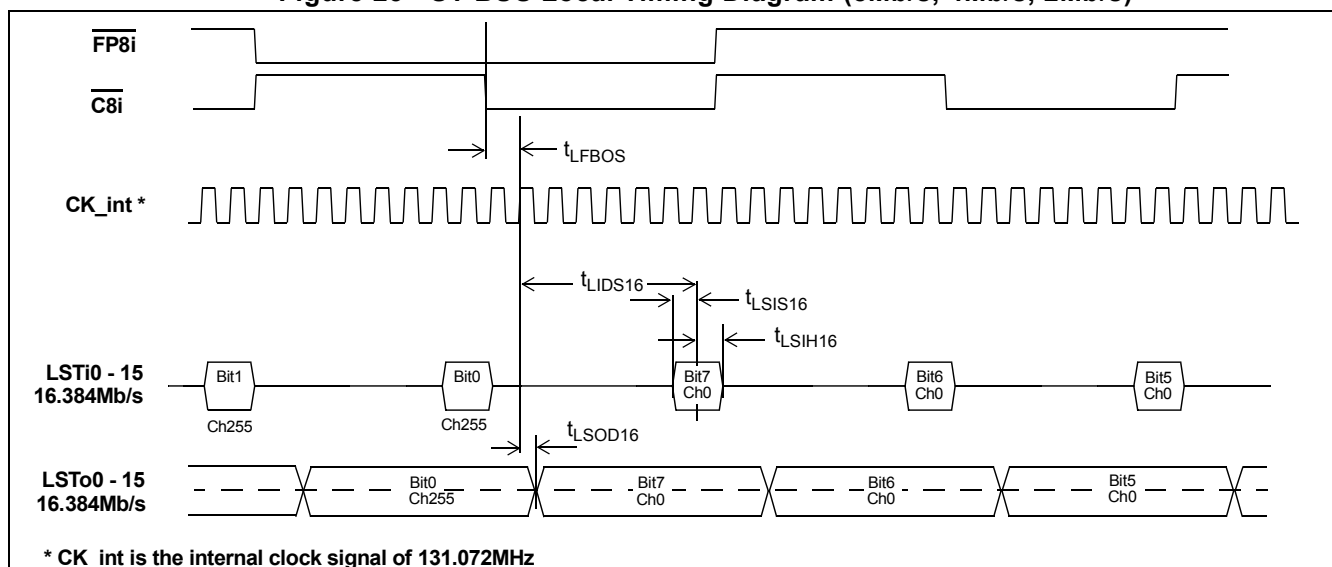 Figure 26 - ST-BUS Local Timing Diagram (8Mb/s, 4Mb/s, 2Mb/s)
FP8i
C8i
tLFBOS
CK_int *
tLIDS16
tLSIS16
tLSIH16
LSTi0 - 15
16.384Mb/s
Bit1
Ch255
Bit0
Ch255
Bit7
Ch0
Bit6
Ch0
Bit5
Ch0
tLSOD16
LSTo0 - 15
16.384Mb/s
Bit0
Ch255
Bit7
Ch0
Bit6
Ch0
Bit5
Ch0
* CK_int is the internal clock signal of 131.072MHz